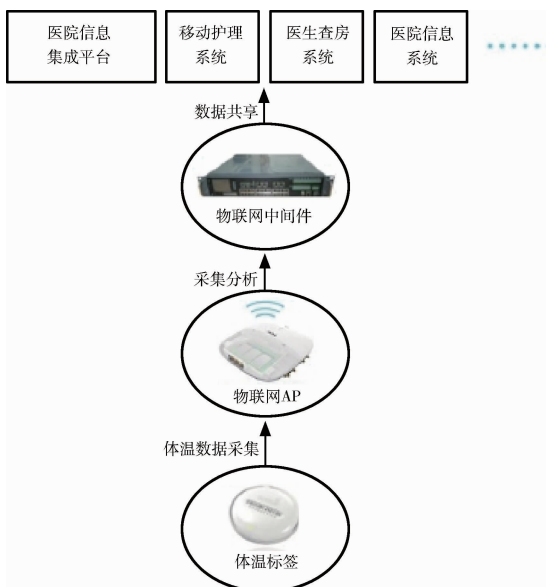 医院信息
集成平台
移动护理
系统
医生查房
系统
医院信息
系统
数据共享
物联网中间件
采集分析
物联网AP
体温数据采集
体温标签